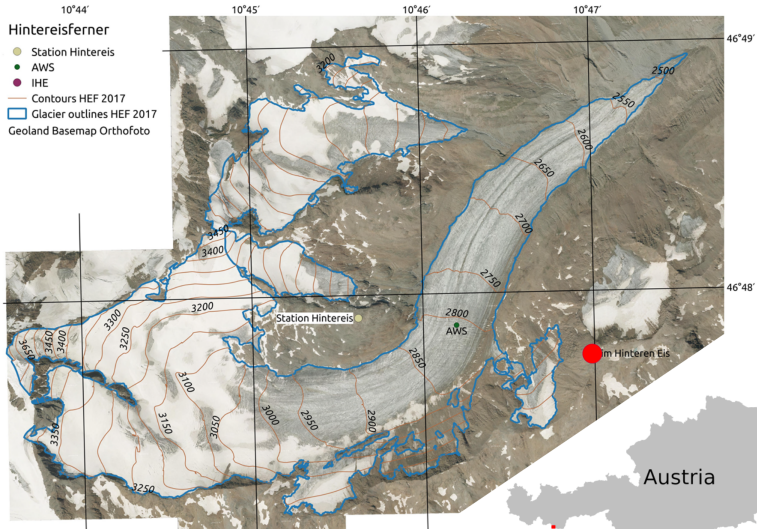 10°44' 10°45' 10°46' 10°47'
Hintereisferner
Station Hintereis
AWS
IHE
Contours HEF 2017
Glacier outlines HEF 2017
Geoland Basemap Orthofoto
46°49'
3200
2500
2550
2600
2650
2700
3450
3400
2750
46°48'
3200
3300
2800
Station Hintereis
AWS
3250
3450
3400
3650
2850
m Hinteren Eis
3100
3150
3050
3000
2950
2900
3350
3250
Austria